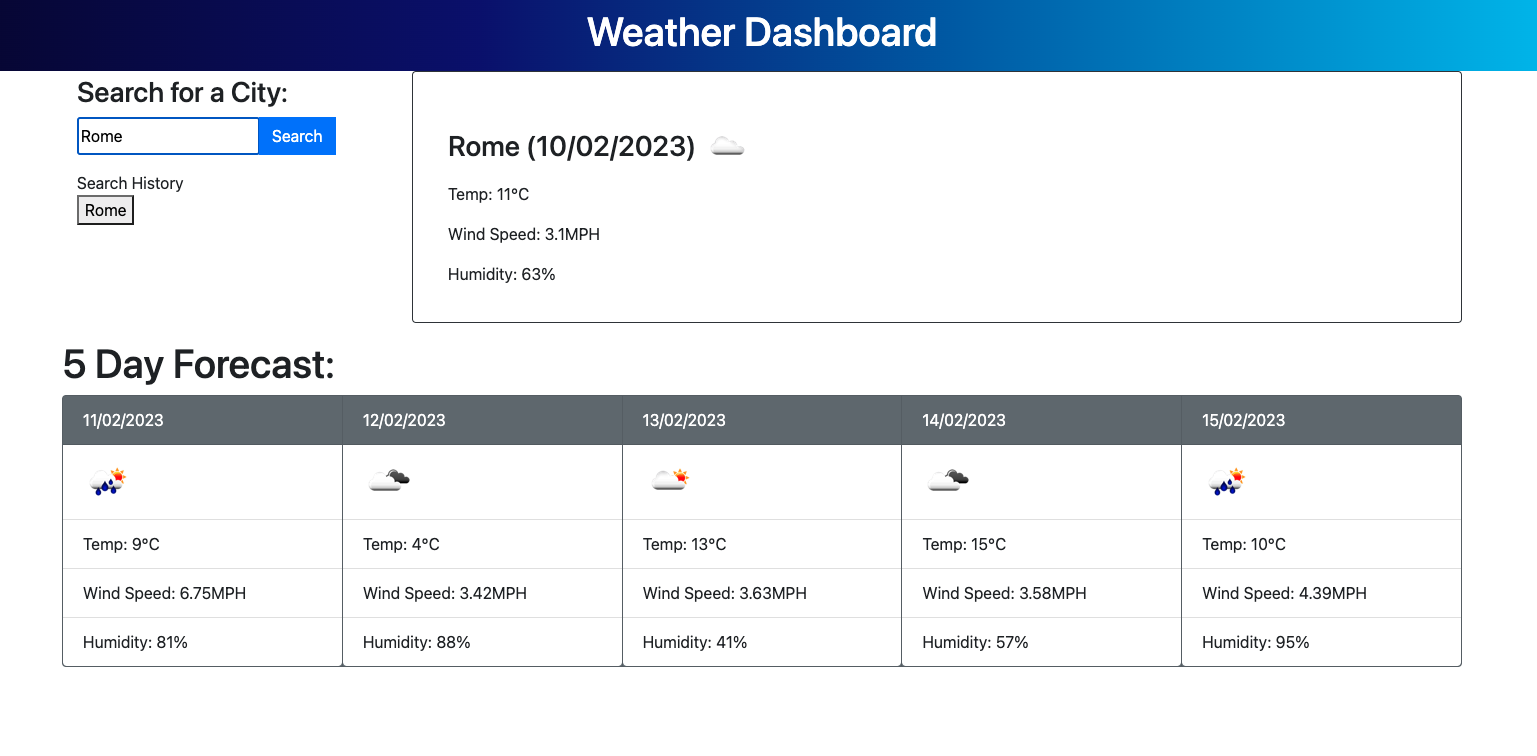 Weather Dashboard
Search for a City:
Rome Search
Search History
Rome
Rome (10/02/2023)
Temp: 11°C
Wind Speed: 3.1MPH
Humidity: 63%
5 Day Forecast:
11/02/2023 12/02/2023 13/02/2023 14/02/2023 15/02/2023
Temp: 9°C Temp: 4°C Temp: 13°C Temp: 15°C Temp: 10°C
Wind Speed: 6.75MPH Wind Speed: 3.42MPH Wind Speed: 3.63MPH Wind Speed: 3.58MPH Wind Speed: 4.39MPH
Humidity: 81% Humidity: 88% Humidity: 41% Humidity: 57% Humidity: 95%